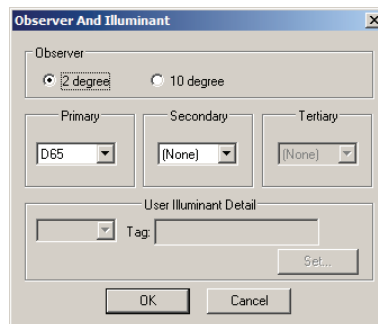 Observer And Illuminant
Observer
2 degree 10 degree
Primary Secondary Tertiary
D65 (None) (None)
User Illuminant Detail
Tag:
Set...
OK Cancel